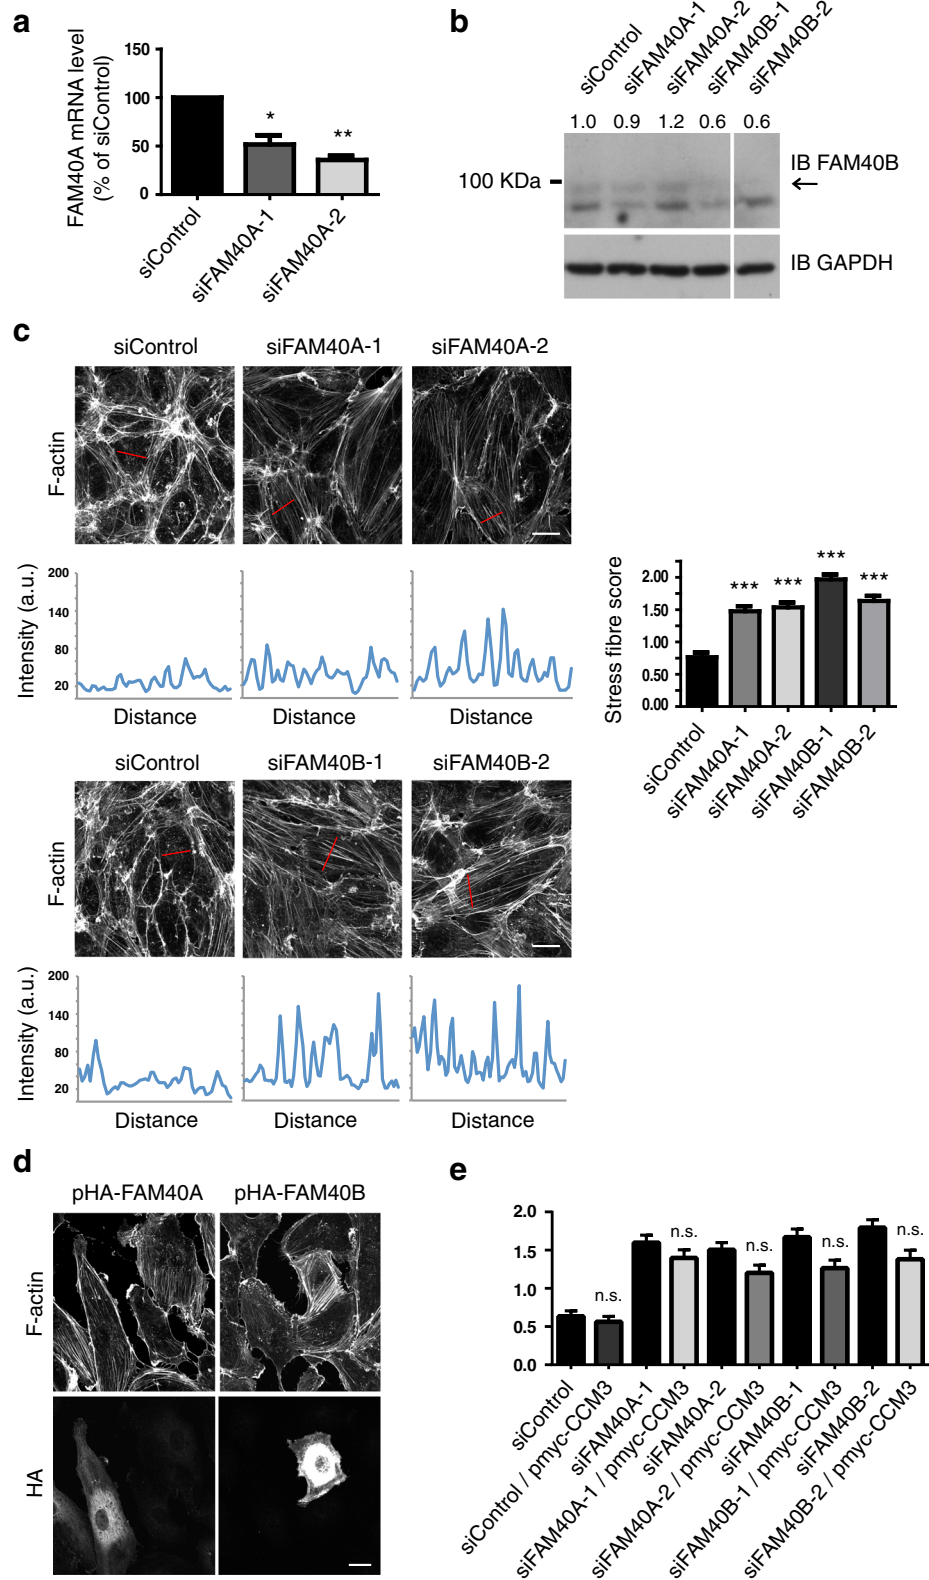 a
FAM40A mRNA level
(% of siControl)
150
100
50
0
*
**
siControl
siFAM40A-1
siFAM40A-2
b
siControl
siFAM40A-1
siFAM40A-2
siFAM40B-1
siFAM40B-2
1.0 0.9 1.2 0.6 0.6
100 KDa
IB FAM40B
IB GAPDH
c
siControl siFAM40A-1 siFAM40A-2
F-actin
Intensity (a.u.)
200
140
80
20
Distance Distance Distance
siControl siFAM40B-1 siFAM40B-2
F-actin
Intensity (a.u.)
200
140
80
20
Distance Distance Distance
Stress fibre score
2.00
1.50
1.00
0.50
0.00
*** *** *** ***
siControl
siFAM40A-1
siFAM40A-2
siFAM40B-1
siFAM40B-2
d
pHA-FAM40A pHA-FAM40B
F-actin
HA
e
2.0
1.5
1.0
0.5
0.0
n.s. n.s. n.s. n.s. n.s.
siControl
siControl / pmyc-CCM3
siFAM40A-1
siFAM40A-1 / pmyc-CCM3
siFAM40A-2
siFAM40A-2 / pmyc-CCM3
siFAM40B-1
siFAM40B-1 / pmyc-CCM3
siFAM40B-2
siFAM40B-2 / pmyc-CCM3